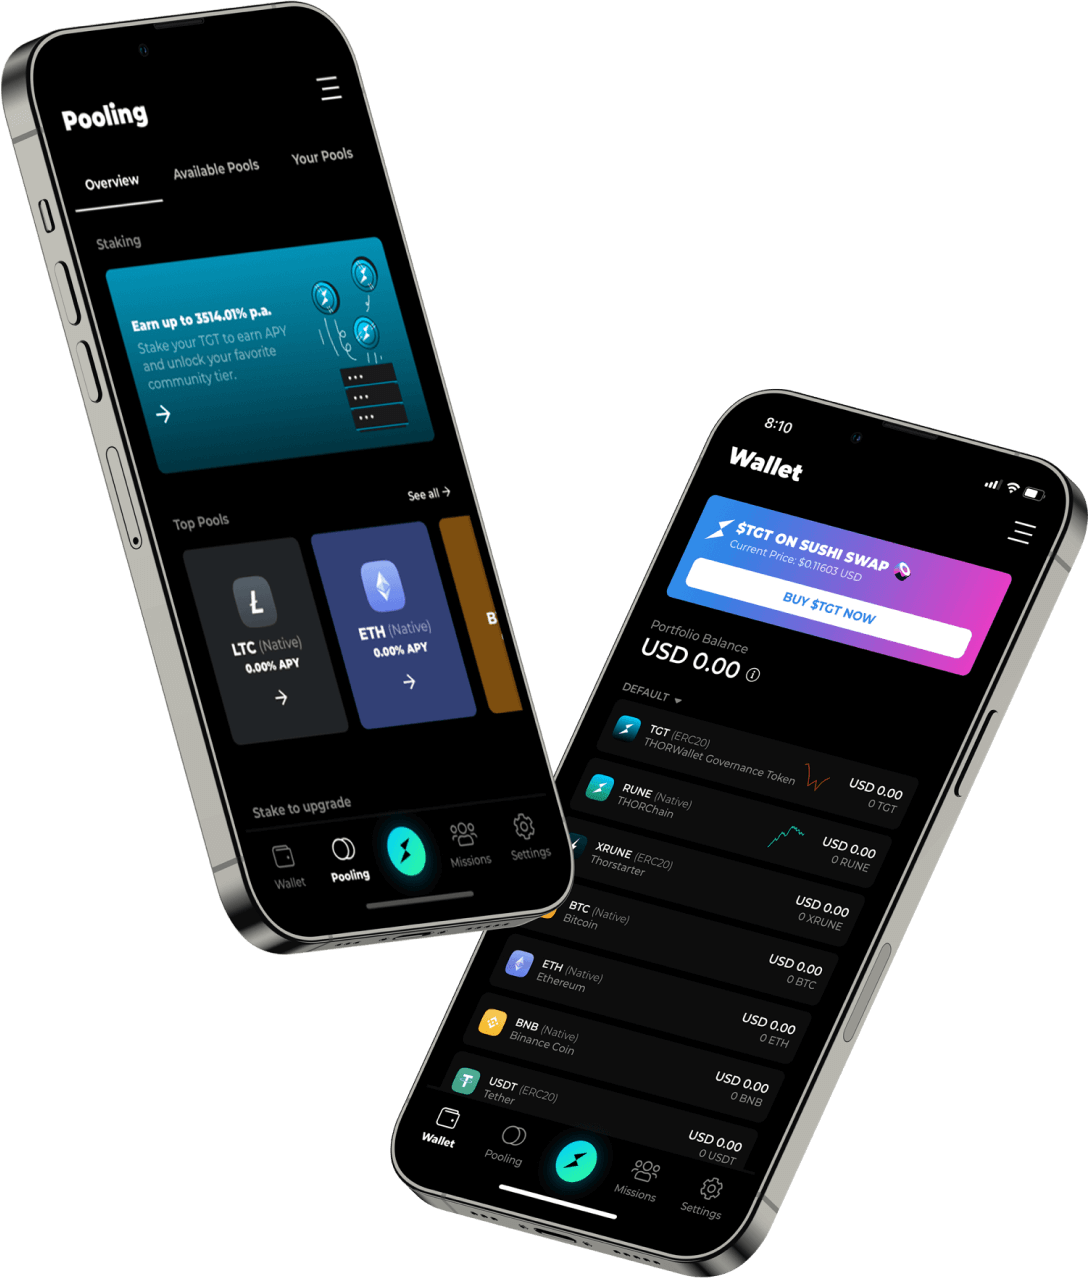 Pooling
Overview
Available Pools
Your Pools
Staking
Earn up to 3514.01% p.a.
Stake your TGT to earn APY
and unlock your favorite
community tier.
See all →
Top Pools
LTC (Native)
0.00% APY
ETH (Native)
0.00% APY
B
Stake to upgrade
Wallet
Pooling
Missions
Settings
8:10
Wallet
$TGT ON SUSHI SWAP
Current Price: $0.11603 USD
BUY $TGT NOW
Portfolio Balance
USD 0.00
DEFAULT
TGT (ERC20)
THORWallet Governance Token
USD 0.00
0 TGT
RUNE (Native)
THORChain
USD 0.00
0 RUNE
XRUNE (ERC20)
Thorstarter
USD 0.00
0 XRUNE
BTC (Native)
Bitcoin
USD 0.00
0 BTC
ETH (Native)
Ethereum
USD 0.00
0 ETH
BNB (Native)
Binance Coin
USD 0.00
0 BNB
USDT (ERC20)
Tether
USD 0.00
0 USDT
Wallet
Pooling
Missions
Settings